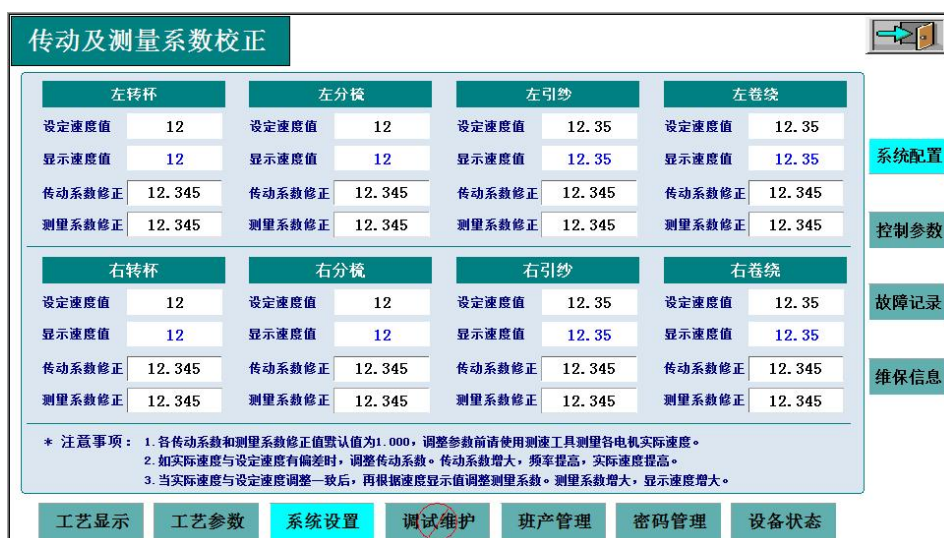 传动及测量系数校正
左转杯 左分梳 左引纱 左卷绕
设定速度值 12 设定速度值 12 设定速度值 12.35 设定速度值 12.35
显示速度值 12 显示速度值 12 显示速度值 12.35 显示速度值 12.35
传动系数修正 12.345 传动系数修正 12.345 传动系数修正 12.345 传动系数修正 12.345
测量系数修正 12.345 测量系数修正 12.345 测量系数修正 12.345 测量系数修正 12.345
右转杯 右分梳 右引纱 右卷绕
设定速度值 12 设定速度值 12 设定速度值 12.35 设定速度值 12.35
显示速度值 12 显示速度值 12 显示速度值 12.35 显示速度值 12.35
传动系数修正 12.345 传动系数修正 12.345 传动系数修正 12.345 传动系数修正 12.345
测量系数修正 12.345 测量系数修正 12.345 测量系数修正 12.345 测量系数修正 12.345
* 注意事项： 1.各传动系数和测量系数修正值默认值为1.000，调整参数前请使用测速工具测量各电机实际速度。
2.如实际速度与设定速度有偏差时，调整传动系数。传动系数增大，频率提高，实际速度提高。
3.当实际速度与设定速度调整一致后，再根据速度显示值调整测量系数。测量系数增大，显示速度增大。
系统配置
控制参数
故障记录
维保信息
工艺显示 工艺参数 系统设置 调试维护 班产管理 密码管理 设备状态